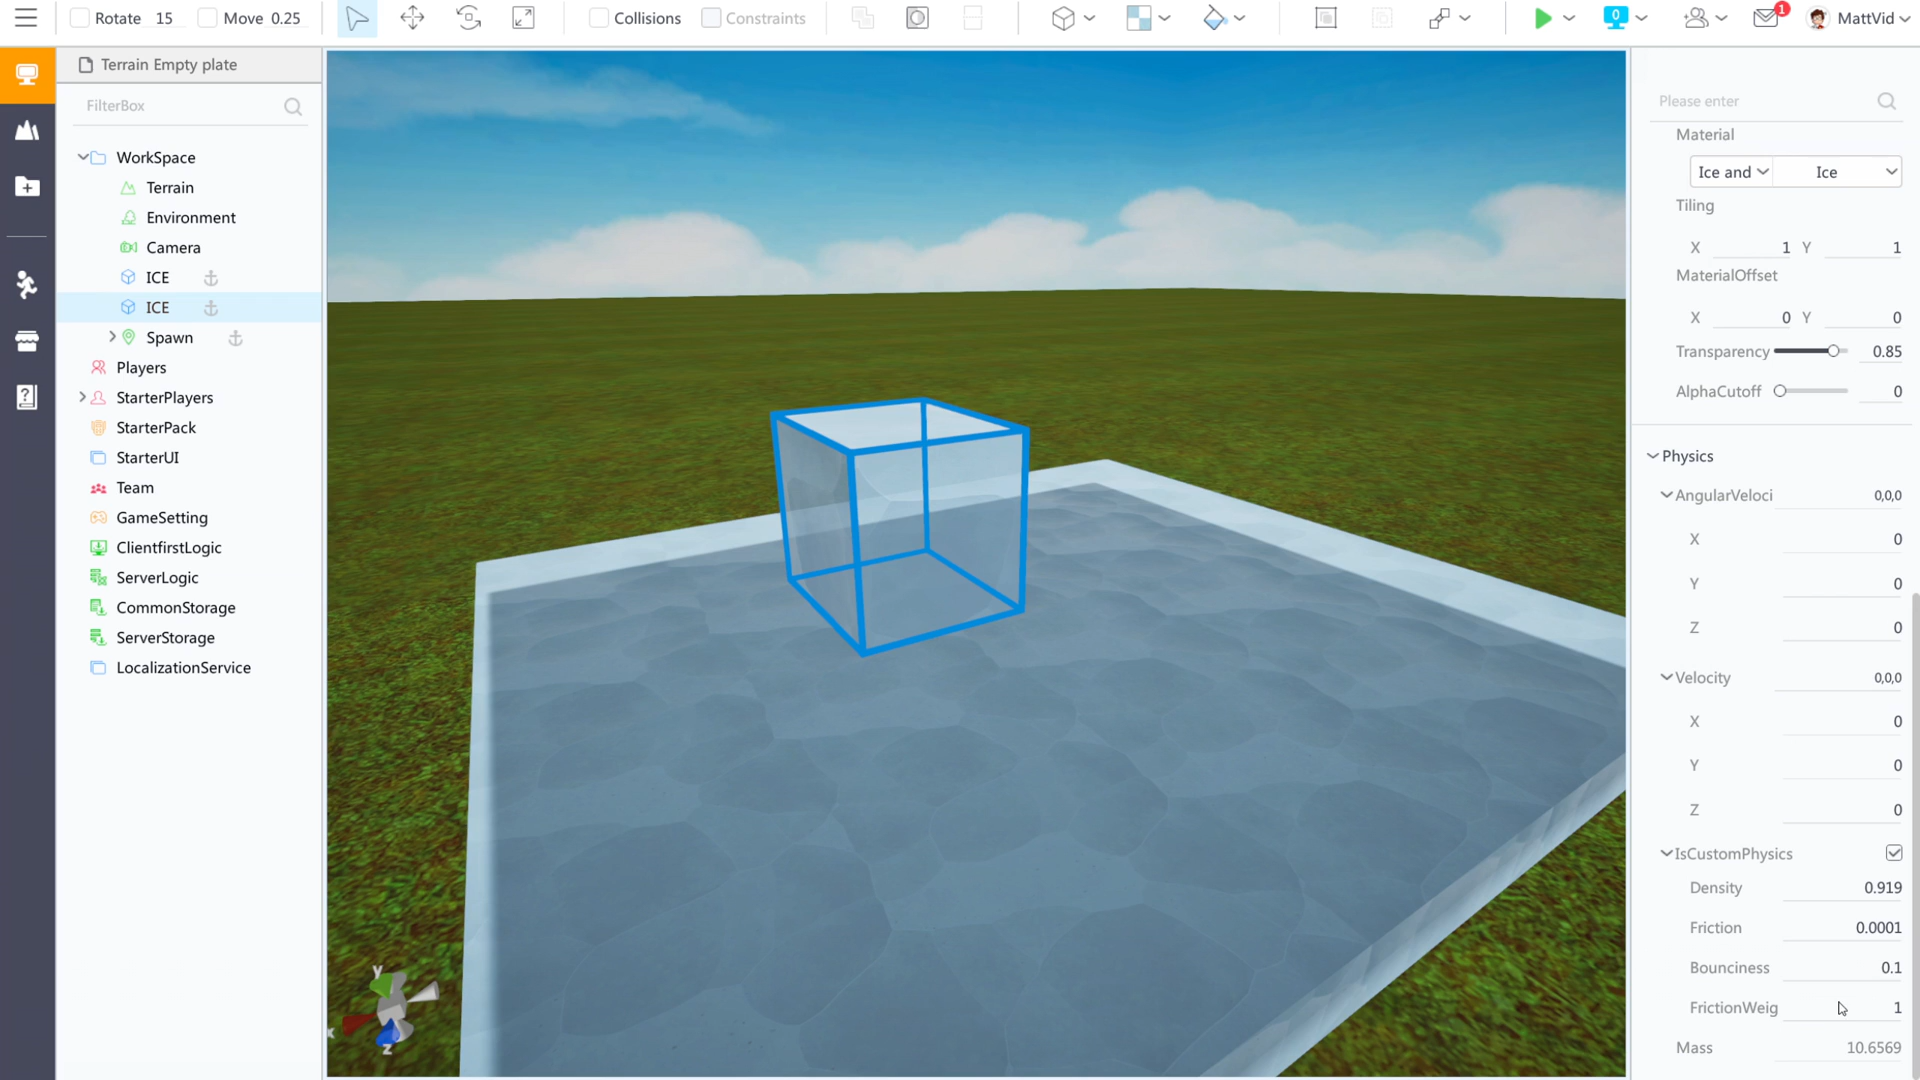 Rotate 15 Move 0.25 Collisions Constraints 0 1 MattVid
Terrain Empty plate
FilterBox
WorkSpace
Terrain
Environment
Camera
ICE
ICE
Spawn
Players
StarterPlayers
StarterPack
StarterUI
Team
GameSetting
ClientfirstLogic
ServerLogic
CommonStorage
ServerStorage
LocalizationService
y
x
z
Please enter
Material
Ice and Ice
Tiling
X 1 Y 1
MaterialOffset
X 0 Y 0
Transparency 0.85
AlphaCutoff 0
Physics
AngularVeloci 0,0,0
X 0
Y 0
Z 0
Velocity 0,0,0
X 0
Y 0
Z 0
IsCustomPhysics
Density 0.919
Friction 0.0001
Bounciness 0.1
FrictionWeig 1
Mass 10.6569